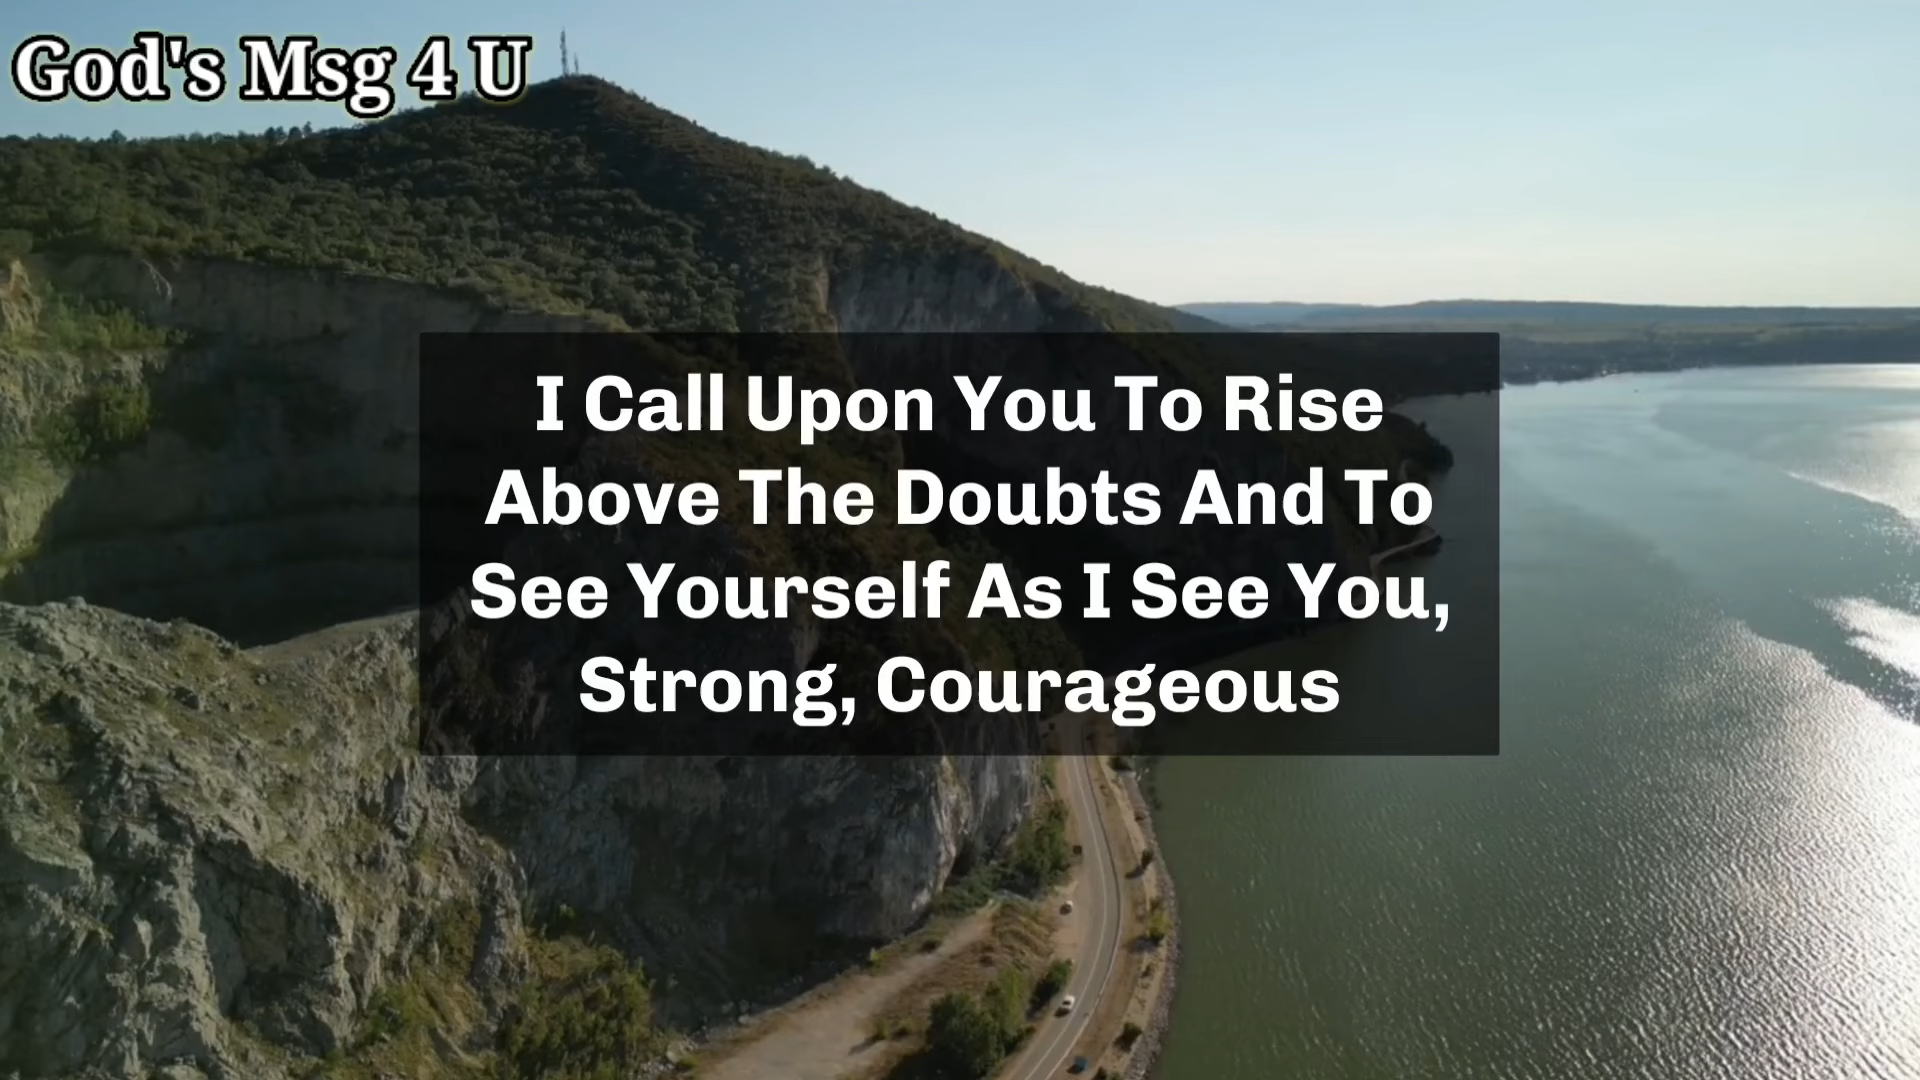 God's Msg 4 U
I Call Upon You To Rise
Above The Doubts And To
See Yourself As I See You,
Strong, Courageous